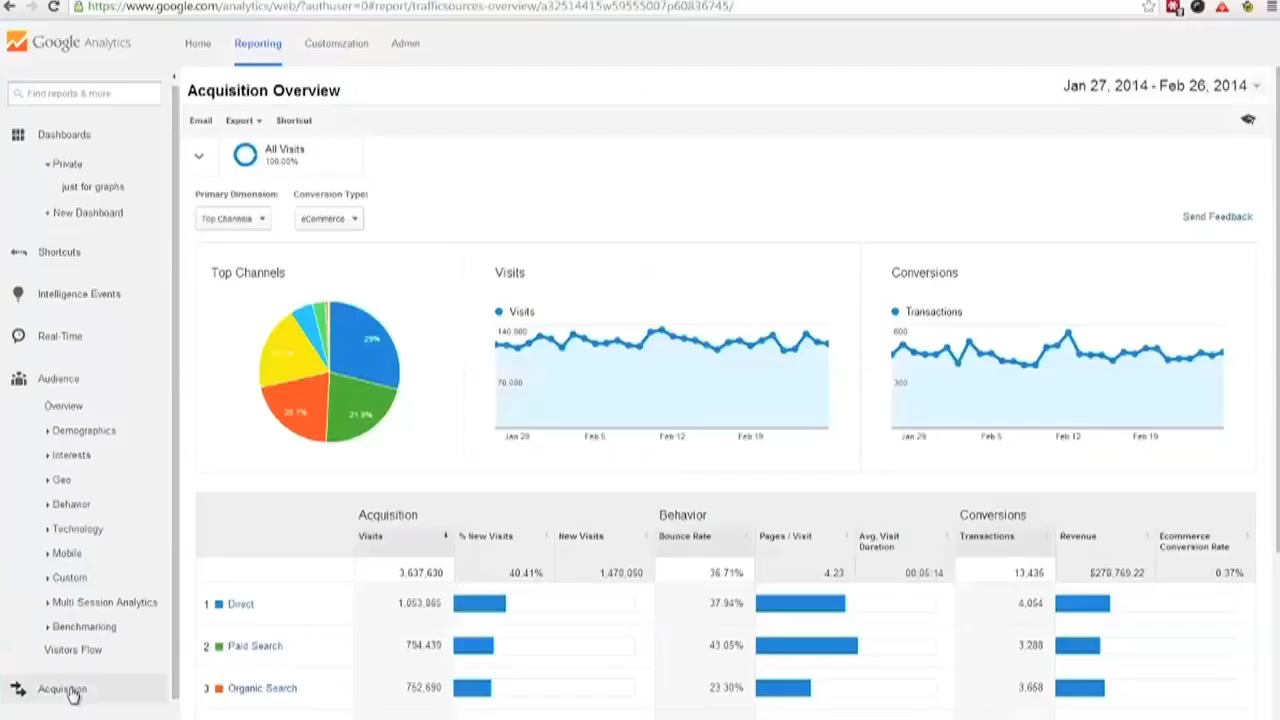 https://www.google.com/analytics/web/?authuser=0#report/trafficsources-overview/a32514415w59555007p60836745/
Google Analytics
Home Reporting Customization Admin
Find reports & more
Dashboards
Private
just for graphs
+ New Dashboard
Shortcuts
Intelligence Events
Real-Time
Audience
Overview
Demographics
Interests
Geo
Behavior
Technology
Mobile
Custom
Multi Session Analytics
Benchmarking
Visitors Flow
Acquisition
Acquisition Overview
Jan 27, 2014 - Feb 26, 2014
Email Export Shortcut
All Visits
100.00%
Primary Dimension: Conversion Type:
Top Channels eCommerce
Send Feedback
Top Channels
29%
21.8%
20.7%
Visits
Visits
140,000
70,000
Jan 29 Feb 5 Feb 12 Feb 19
Conversions
Transactions
600
300
Jan 29 Feb 5 Feb 12 Feb 19
Acquisition Behavior Conversions
Visits % New Visits New Visits Bounce Rate Pages / Visit Avg. Visit Duration Transactions Revenue Ecommerce Conversion Rate
3,637,630 40.41% 1,470,050 36.71% 4.23 00:05:14 13,436 $278,769.22 0.37%
1 Direct 1,053,865 37.94% 4,054
2 Paid Search 794,439 43.05% 3,288
3 Organic Search 752,690 23.30% 3,668